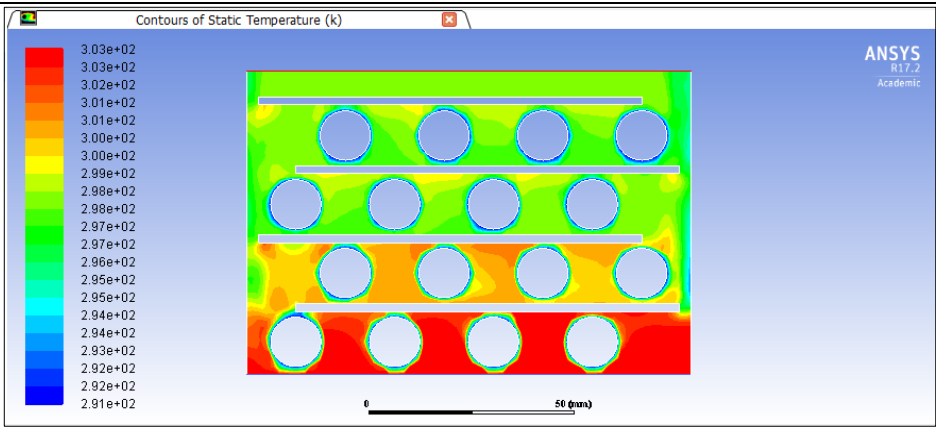 Contours of Static Temperature (k)
3.03e+02
3.03e+02
3.02e+02
3.01e+02
3.01e+02
3.00e+02
3.00e+02
2.99e+02
2.98e+02
2.98e+02
2.97e+02
2.97e+02
2.96e+02
2.95e+02
2.95e+02
2.94e+02
2.94e+02
2.93e+02
2.92e+02
2.92e+02
2.91e+02
ANSYS
R17.2
Academic
0 50 (mm)